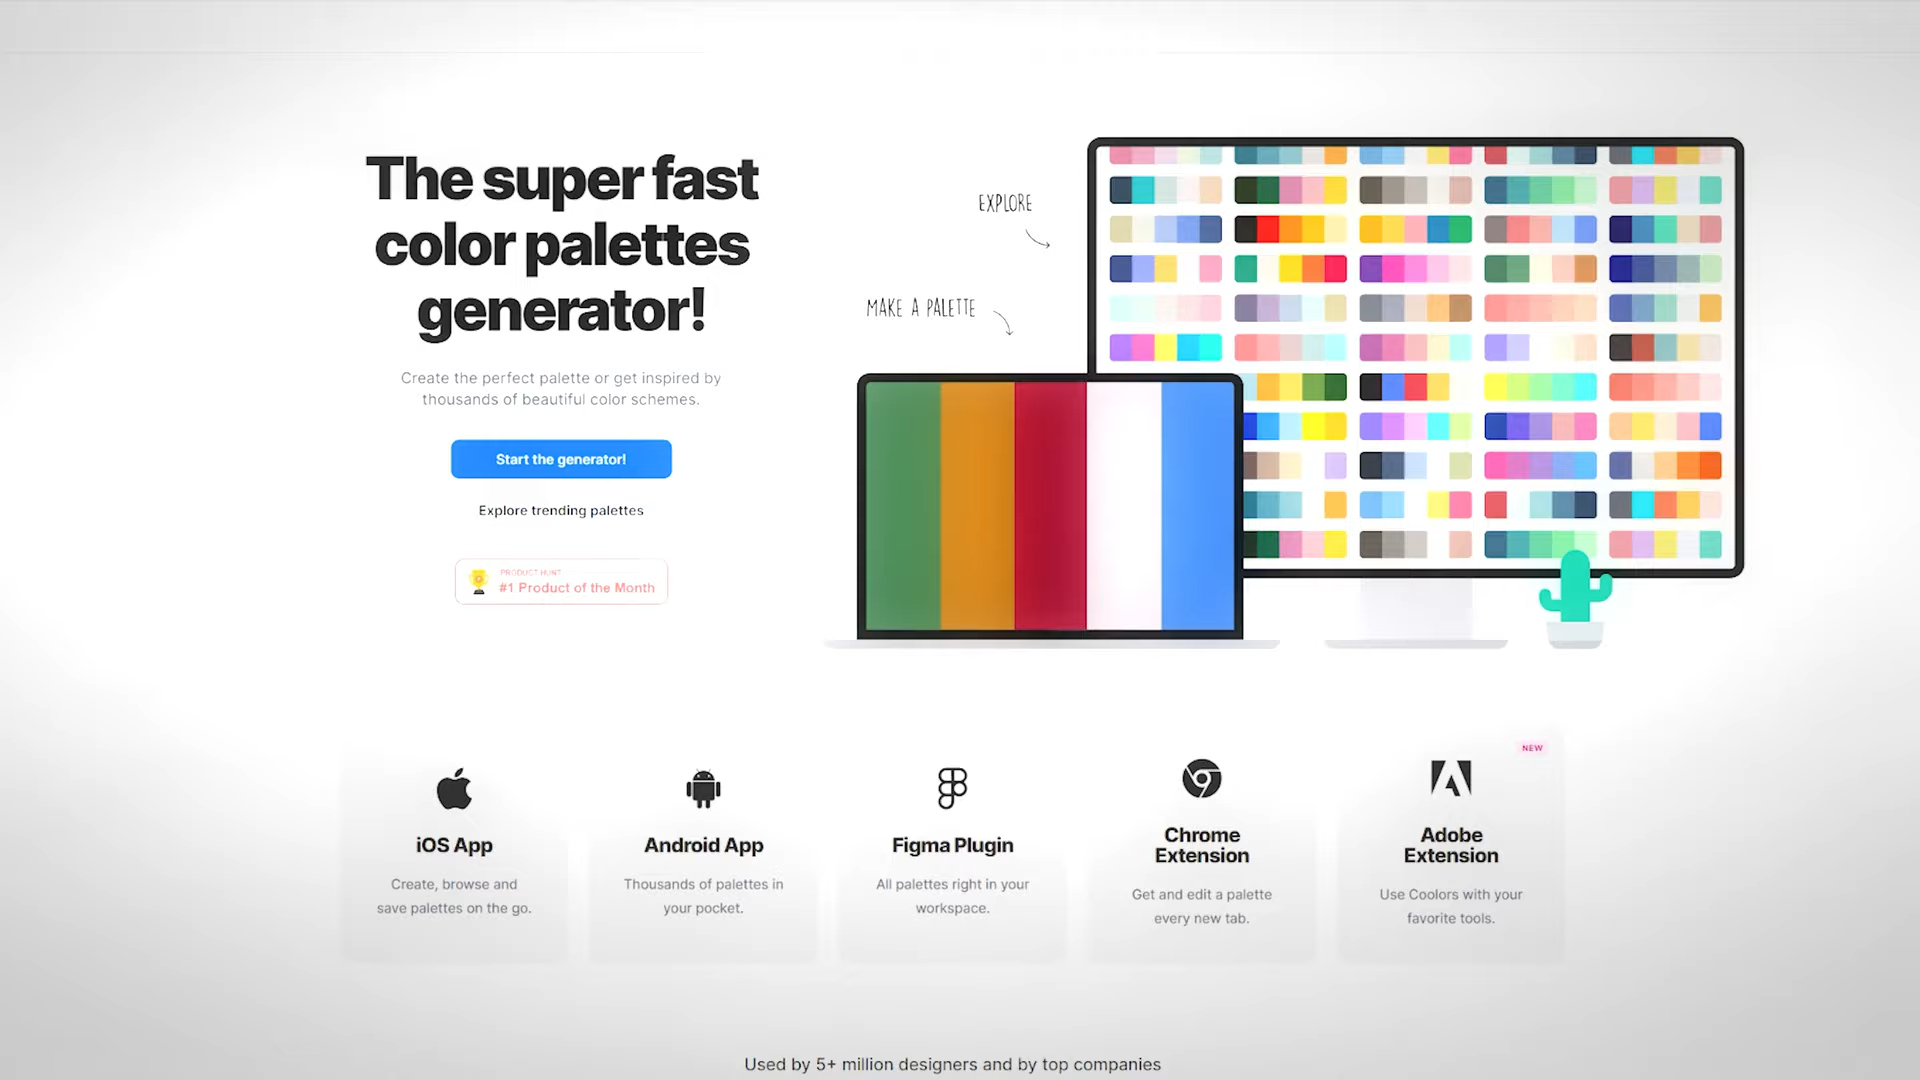 The super fast
color palettes
generator!
Create the perfect palette or get inspired by
thousands of beautiful color schemes.
Start the generator!
Explore trending palettes
PRODUCT HUNT
#1 Product of the Month
EXPLORE
MAKE A PALETTE
iOS App
Create, browse and
save palettes on the go.
Android App
Thousands of palettes in
your pocket.
Figma Plugin
All palettes right in your
workspace.
Chrome
Extension
Get and edit a palette
every new tab.
NEW
Adobe
Extension
Use Coolors with your
favorite tools.
Used by 5+ million designers and by top companies